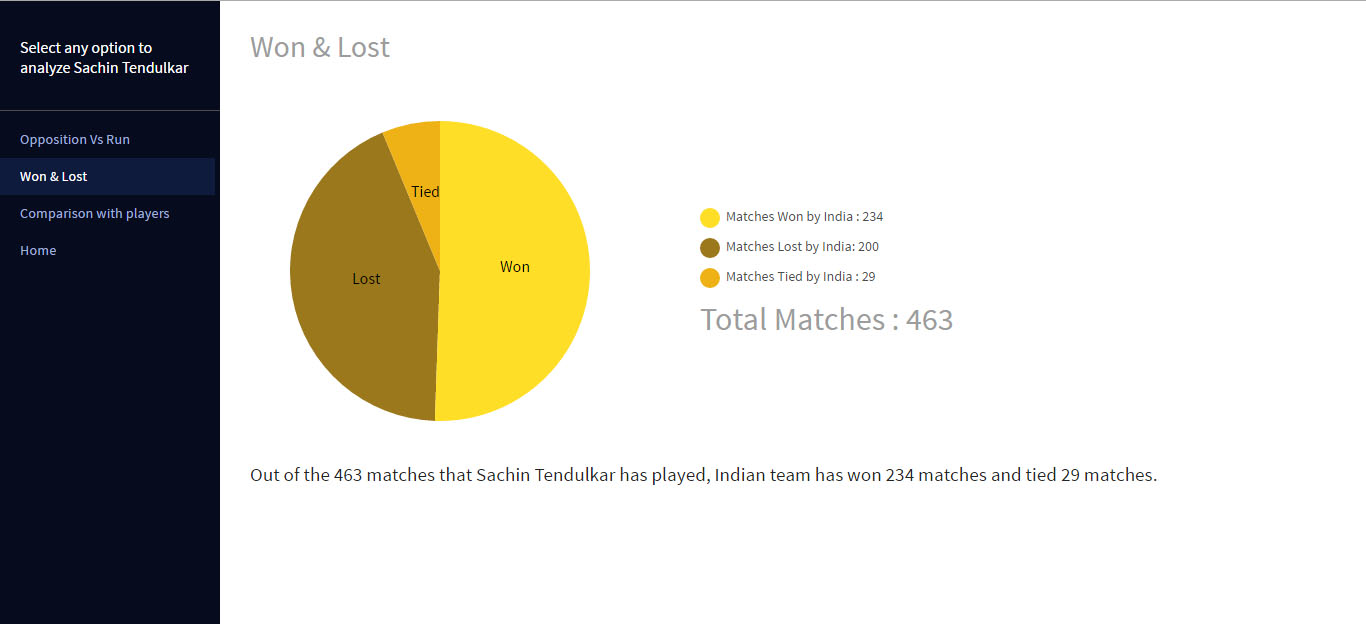 Select any option to
analyze Sachin Tendulkar
Opposition Vs Run
Won & Lost
Comparison with players
Home
Won & Lost
Tied
Won
Lost
Matches Won by India : 234
Matches Lost by India: 200
Matches Tied by India : 29
Total Matches : 463
Out of the 463 matches that Sachin Tendulkar has played, Indian team has won 234 matches and tied 29 matches.